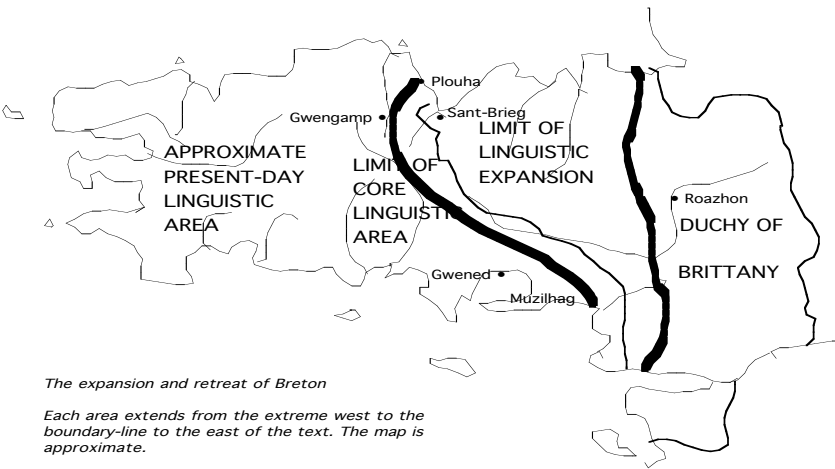 Plouha
Gwengamp
Sant-Brieg
LIMIT OF
LINGUISTIC
EXPANSION
APPROXIMATE
PRESENT-DAY
LINGUISTIC
AREA
LIMIT OF
CORE
LINGUISTIC
AREA
Roazhon
DUCHY OF
BRITTANY
Gwened
Muzilhag
The expansion and retreat of Breton
Each area extends from the extreme west to the
boundary-line to the east of the text. The map is
approximate.